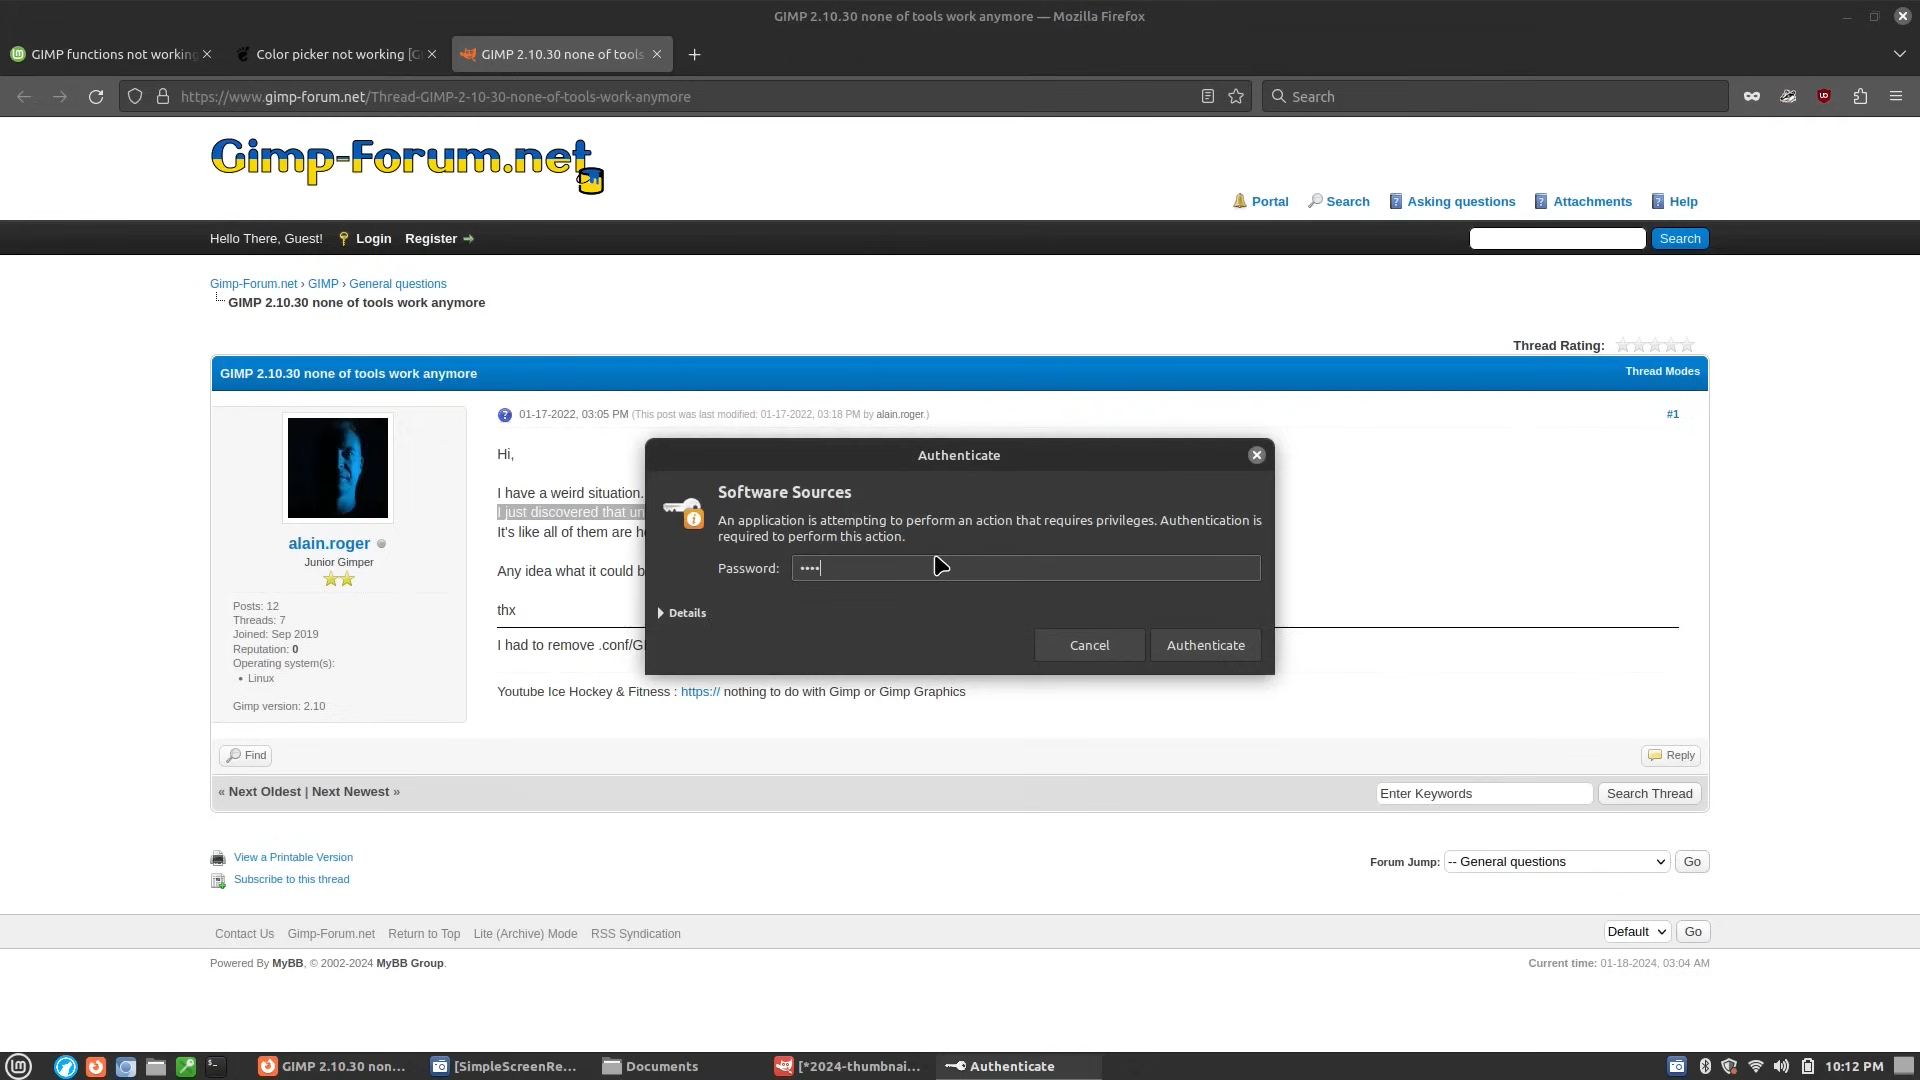 GIMP 2.10.30 none of tools work anymore — Mozilla Firefox
GIMP functions not working
Color picker not working [G
GIMP 2.10.30 none of tools
https://www.gimp-forum.net/Thread-GIMP-2-10-30-none-of-tools-work-anymore
Search
Gimp-Forum.net
Portal
Search
Asking questions
Attachments
Help
Hello There, Guest! Login Register
Search
Gimp-Forum.net › GIMP › General questions
GIMP 2.10.30 none of tools work anymore
Thread Rating:
GIMP 2.10.30 none of tools work anymore
Thread Modes
01-17-2022, 03:05 PM (This post was last modified: 01-17-2022, 03:18 PM by alain.roger.)
#1
alain.roger
Junior Gimper
Posts: 12
Threads: 7
Joined: Sep 2019
Reputation: 0
Operating system(s):
• Linux
Gimp version: 2.10
Hi,
I have a weird situation.
I just discovered that un
It's like all of them are h
Any idea what it could b
thx
I had to remove .conf/G
Youtube Ice Hockey & Fitness : https:// nothing to do with Gimp or Gimp Graphics
Authenticate
Software Sources
An application is attempting to perform an action that requires privileges. Authentication is
required to perform this action.
Password: ••••
Details
Cancel
Authenticate
Find
Reply
« Next Oldest | Next Newest »
Enter Keywords
Search Thread
View a Printable Version
Subscribe to this thread
Forum Jump:
-- General questions
Go
Contact Us
Gimp-Forum.net
Return to Top
Lite (Archive) Mode
RSS Syndication
Default
Go
Powered By MyBB, © 2002-2024 MyBB Group.
Current time: 01-18-2024, 03:04 AM
GIMP 2.10.30 non...
[SimpleScreenRe...
Documents
[*2024-thumbnai...
Authenticate
10:12 PM